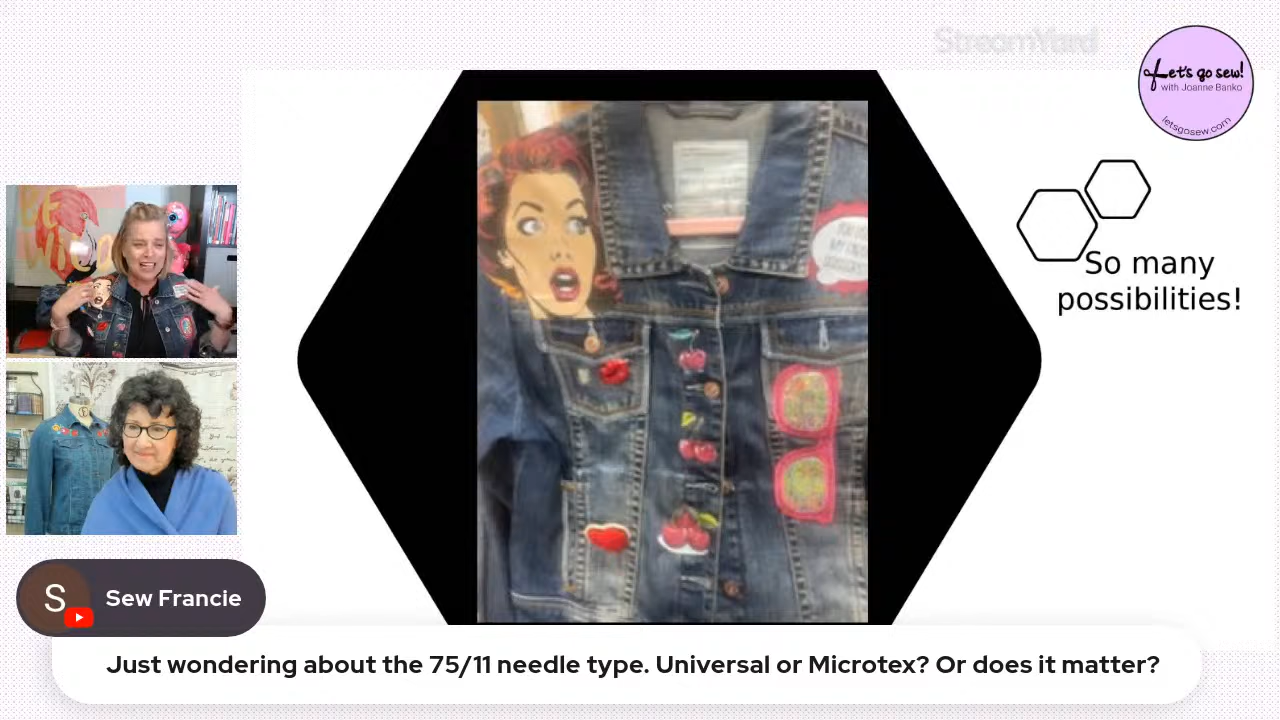 StreamYard
Let's go sew!
with Joanne Banko
letsgosew.com
So many
possibilities!
S
Sew Francie
Just wondering about the 75/11 needle type. Universal or Microtex? Or does it matter?